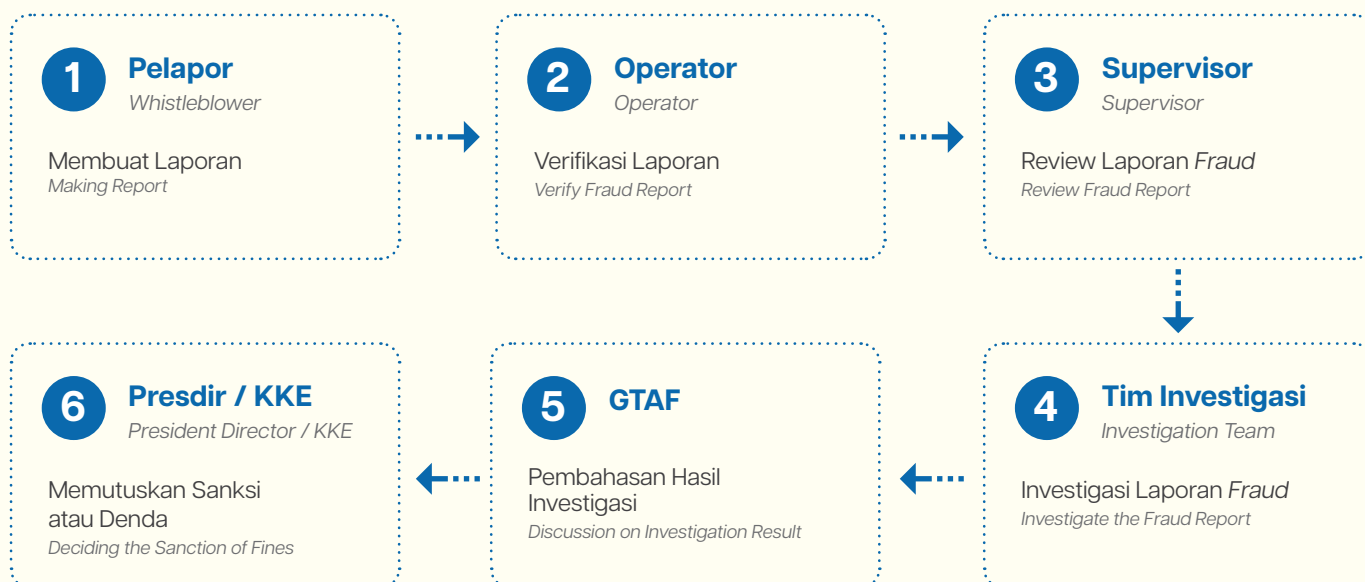 1
Pelapor
Whistleblower
Membuat Laporan
Making Report
2
Operator
Operator
Verifikasi Laporan
Verify Fraud Report
3
Supervisor
Supervisor
Review Laporan Fraud
Review Fraud Report
4
Tim Investigasi
Investigation Team
Investigasi Laporan Fraud
Investigate the Fraud Report
5
GTAF
Pembahasan Hasil
Investigasi
Discussion on Investigation Result
6
Presdir / KKE
President Director / KKE
Memutuskan Sanksi
atau Denda
Deciding the Sanction of Fines